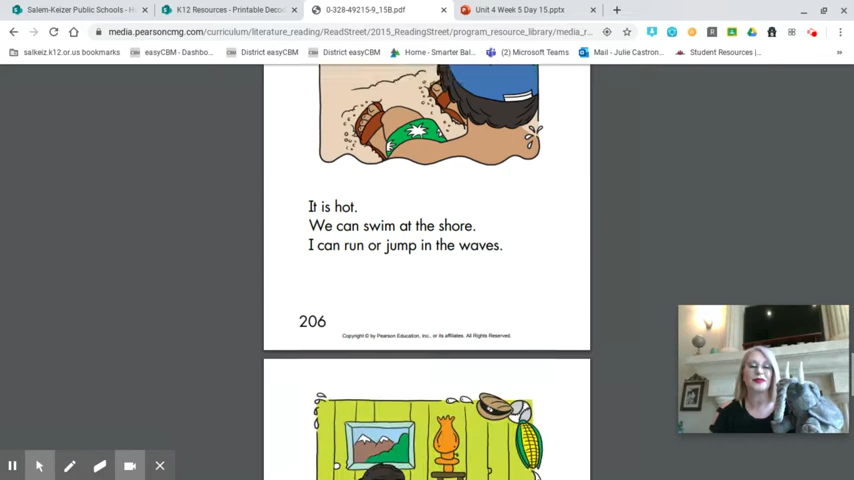 Salem-Keizer Public Schools - H
K12 Resources - Printable Decod
0-328-49215-9_15B.pdf
Unit 4 Week 5 Day 15.pptx
media.pearsoncmg.com/curriculum/literature_reading/ReadStreet/2015_ReadingStreet/program_resource_library/media_r...
salkeiz.k12.or.us bookmarks
easyCBM - Dashbo...
District easyCBM
District easyCBM
Home - Smarter Bal...
(2) Microsoft Teams
Mail - Julie Castron...
Student Resources |...
It is hot.
We can swim at the shore.
I can run or jump in the waves.
206
Copyright © by Pearson Education, Inc., or its affiliates. All Rights Reserved.